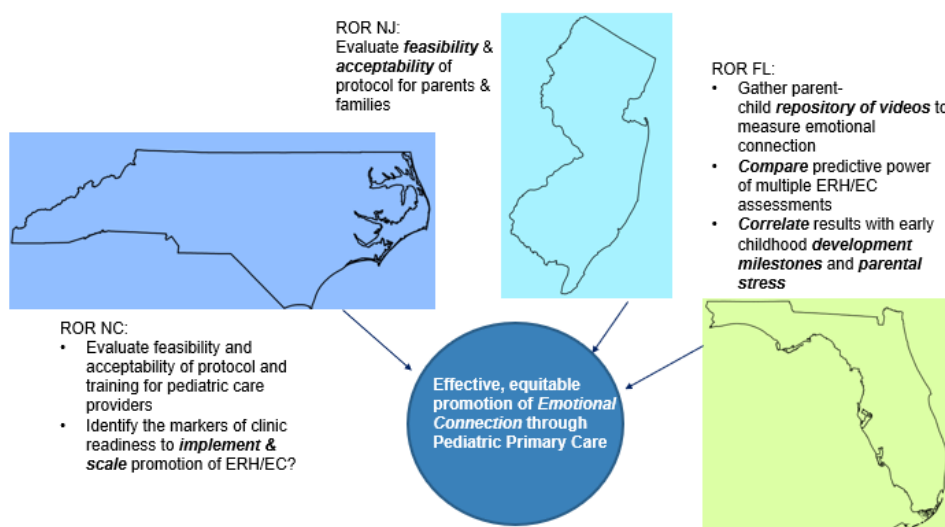 ROR NJ:
Evaluate feasibility &
acceptability of
protocol for parents &
families
ROR FL:
• Gather parent-
child repository of videos to
measure emotional
connection
• Compare predictive power
of multiple ERH/EC
assessments
• Correlate results with early
childhood development
milestones and parental
stress
ROR NC:
• Evaluate feasibility and
acceptability of protocol and
training for pediatric care
providers
• Identify the markers of clinic
readiness to implement &
scale promotion of ERH/EC?
Effective, equitable
promotion of Emotional
Connection through
Pediatric Primary Care